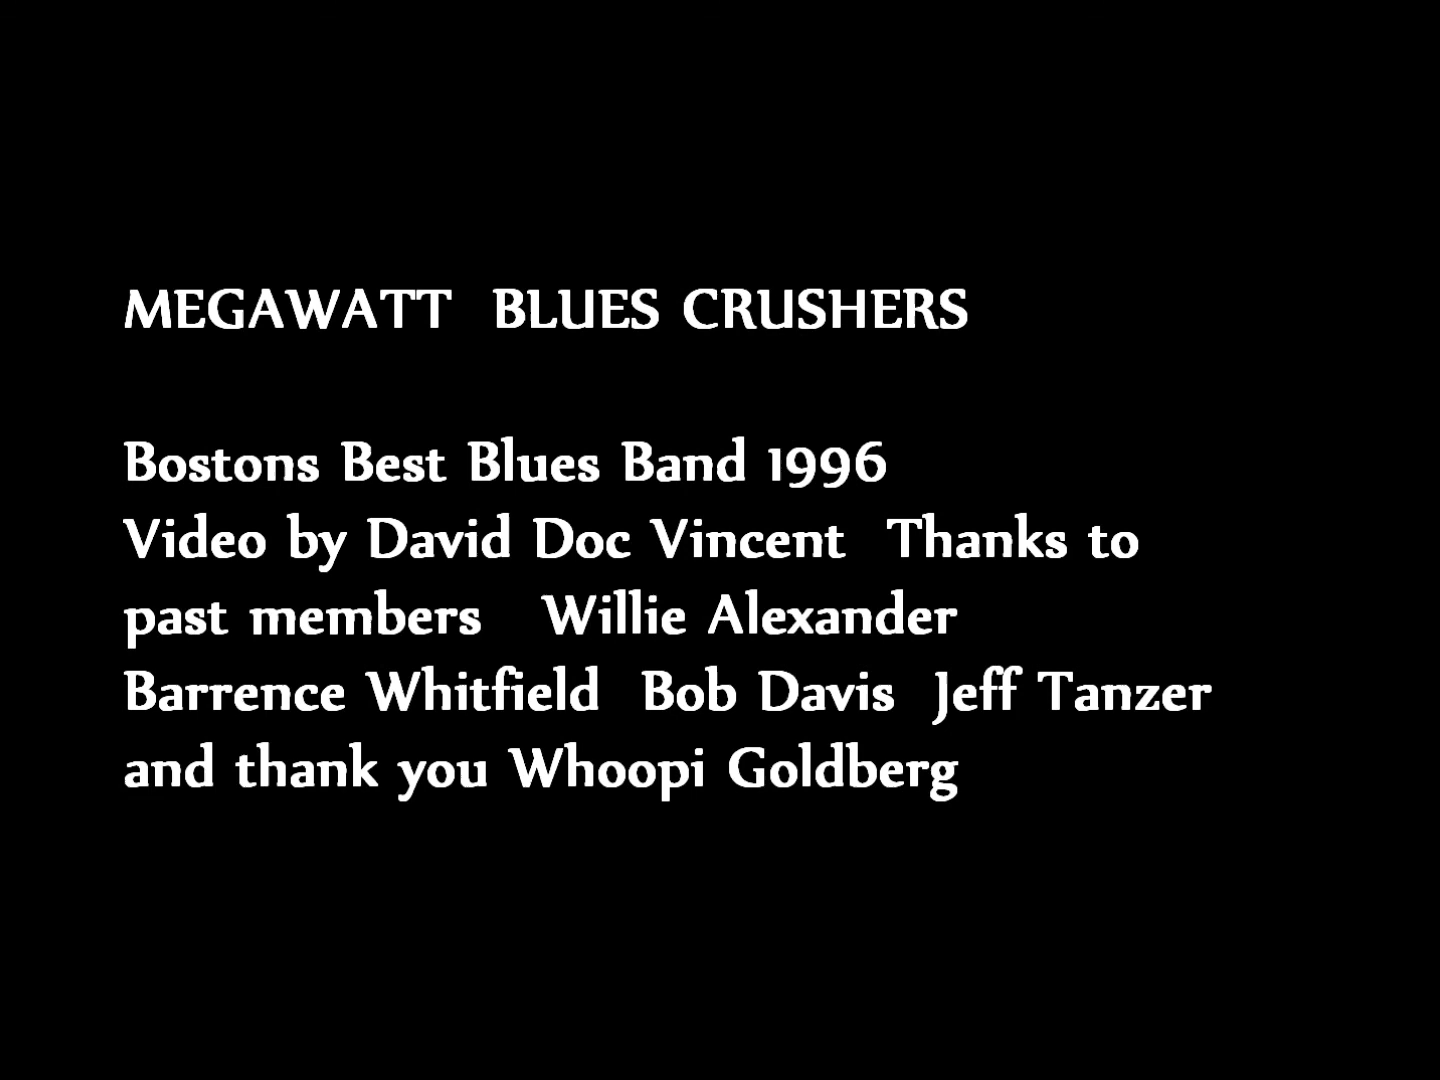 MEGAWATT  BLUES CRUSHERS
Bostons Best Blues Band 1996
Video by David Doc Vincent  Thanks to
past members   Willie Alexander
Barrence Whitfield  Bob Davis  Jeff Tanzer
and thank you Whoopi Goldberg